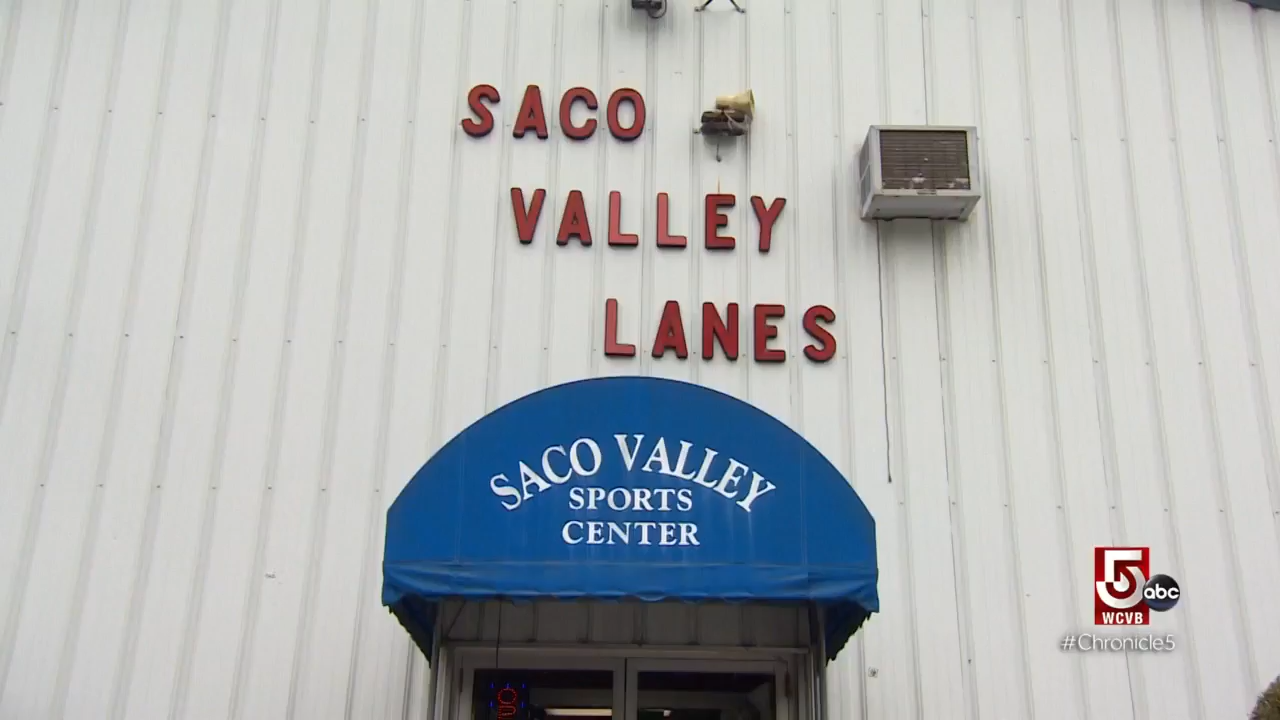 SACO
VALLEY
LANES
SACO VALLEY
SPORTS
CENTER
5 abc
WCVB
#Chronicle5